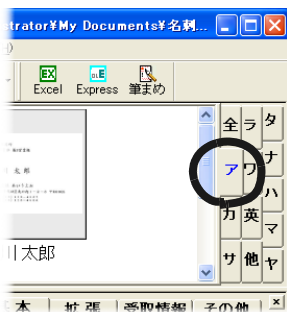 trator¥My Documents¥名刺...
Excel Express 筆まめ
全 ラ タ
ア ワ ナ
ハ
カ 英 マ
サ 他 ヤ
川 太郎
本 拡張 受取情報 その他